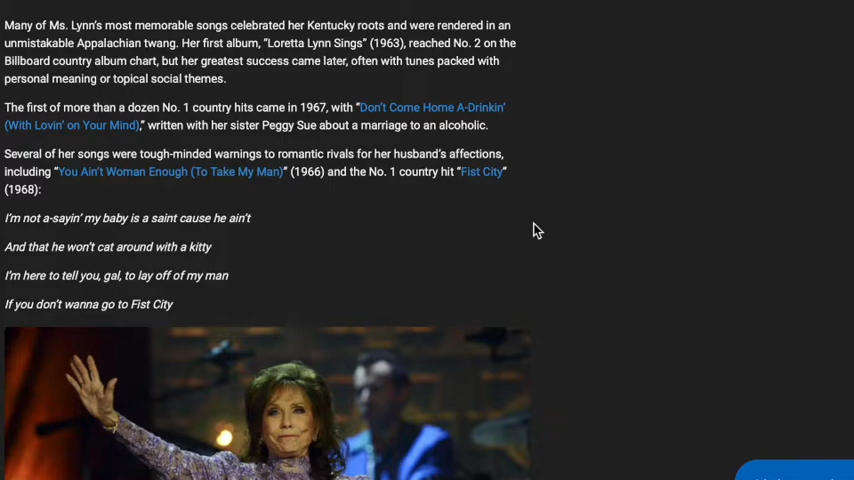 Many of Ms. Lynn’s most memorable songs celebrated her Kentucky roots and were rendered in an
unmistakable Appalachian twang. Her first album, “Loretta Lynn Sings” (1963), reached No. 2 on the
Billboard country album chart, but her greatest success came later, often with tunes packed with
personal meaning or topical social themes.
The first of more than a dozen No. 1 country hits came in 1967, with “Don’t Come Home A-Drinkin’
(With Lovin’ on Your Mind),” written with her sister Peggy Sue about a marriage to an alcoholic.
Several of her songs were tough-minded warnings to romantic rivals for her husband’s affections,
including “You Ain’t Woman Enough (To Take My Man)” (1966) and the No. 1 country hit “Fist City”
(1968):
I’m not a-sayin’ my baby is a saint cause he ain’t
And that he won’t cat around with a kitty
I’m here to tell you, gal, to lay off of my man
If you don’t wanna go to Fist City